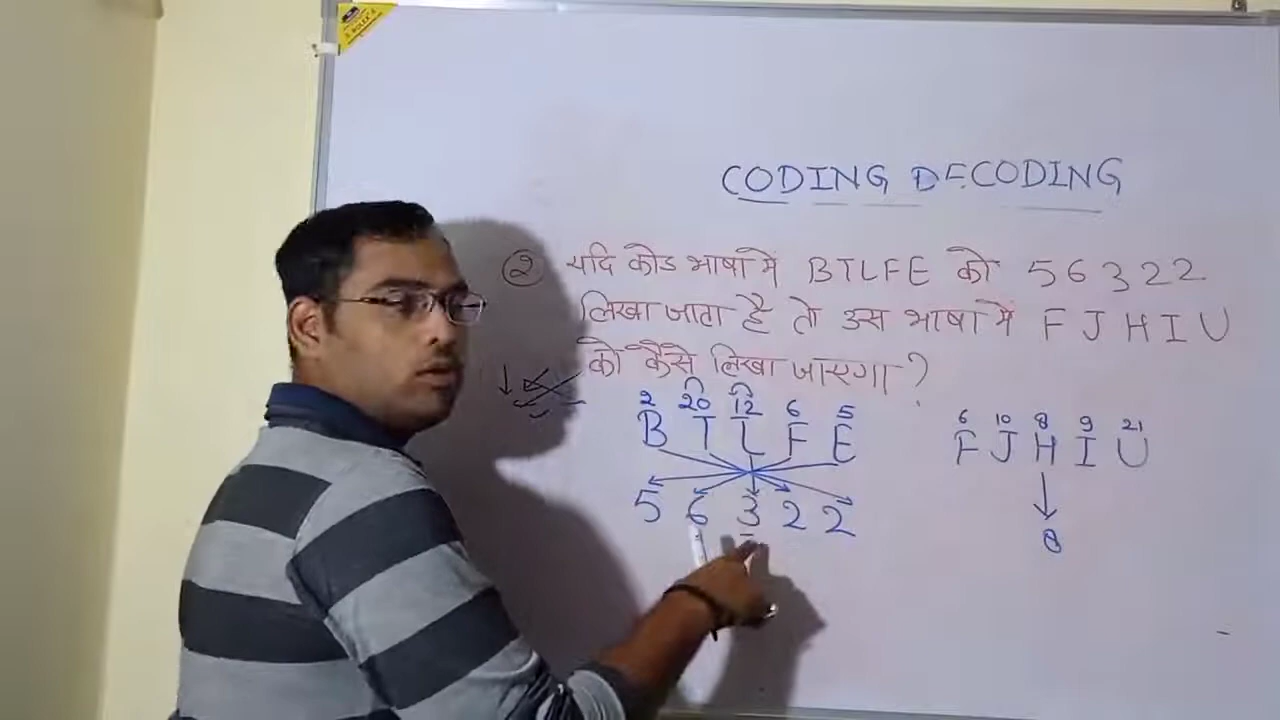 CODING DECODING
② यदि कोड भाषा में BTLFE को 56322
लिखा जाता है तो उस भाषा में FJHIU
को कैसे लिखा जाएगा?
2 20 12 6 5
B T L F E
5 6 3 2 2
6 10 8 9 21
F J H I U
8